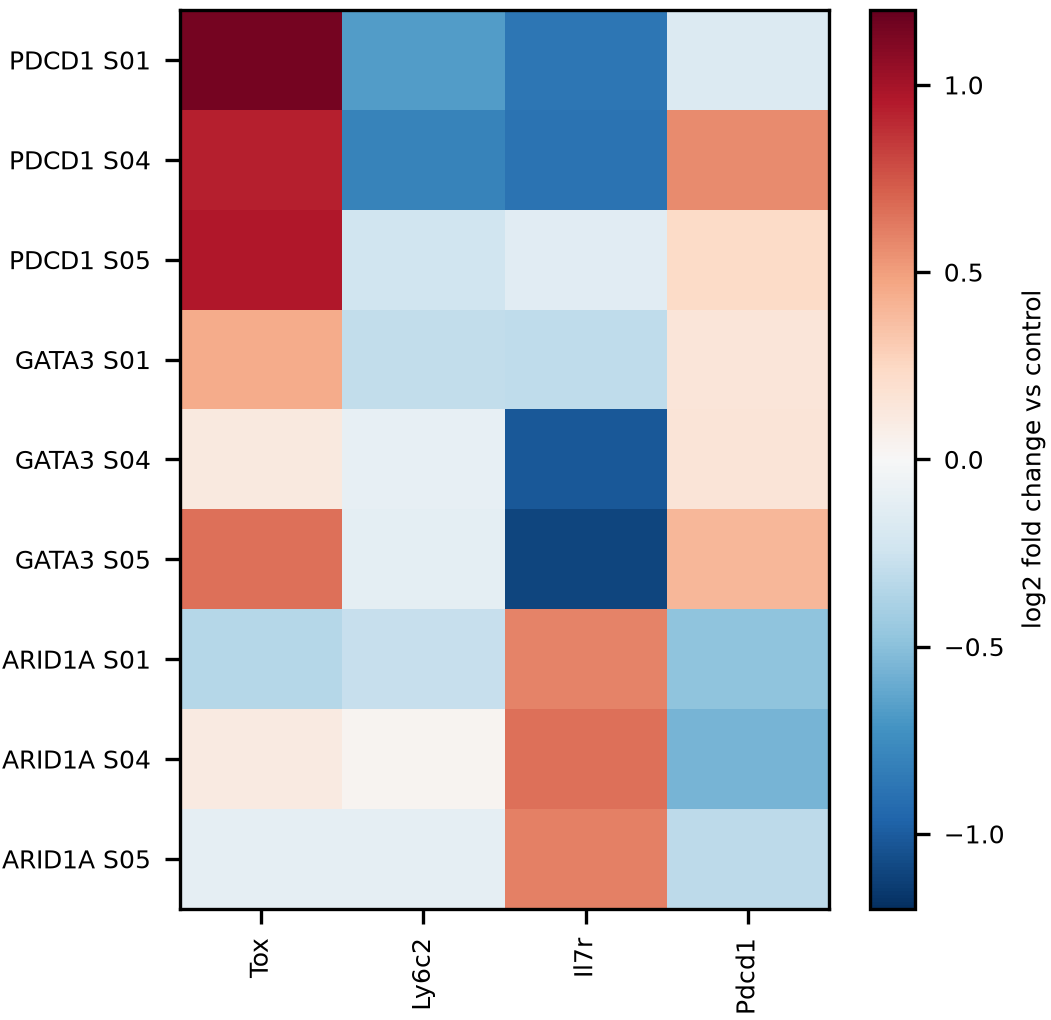 PDCD1 S01
PDCD1 S04
PDCD1 S05
GATA3 S01
GATA3 S04
GATA3 S05
ARID1A S01
ARID1A S04
ARID1A S05
Tox
Ly6c2
Il7r
Pdcd1
1.0
0.5
0.0
−0.5
−1.0
log2 fold change vs control